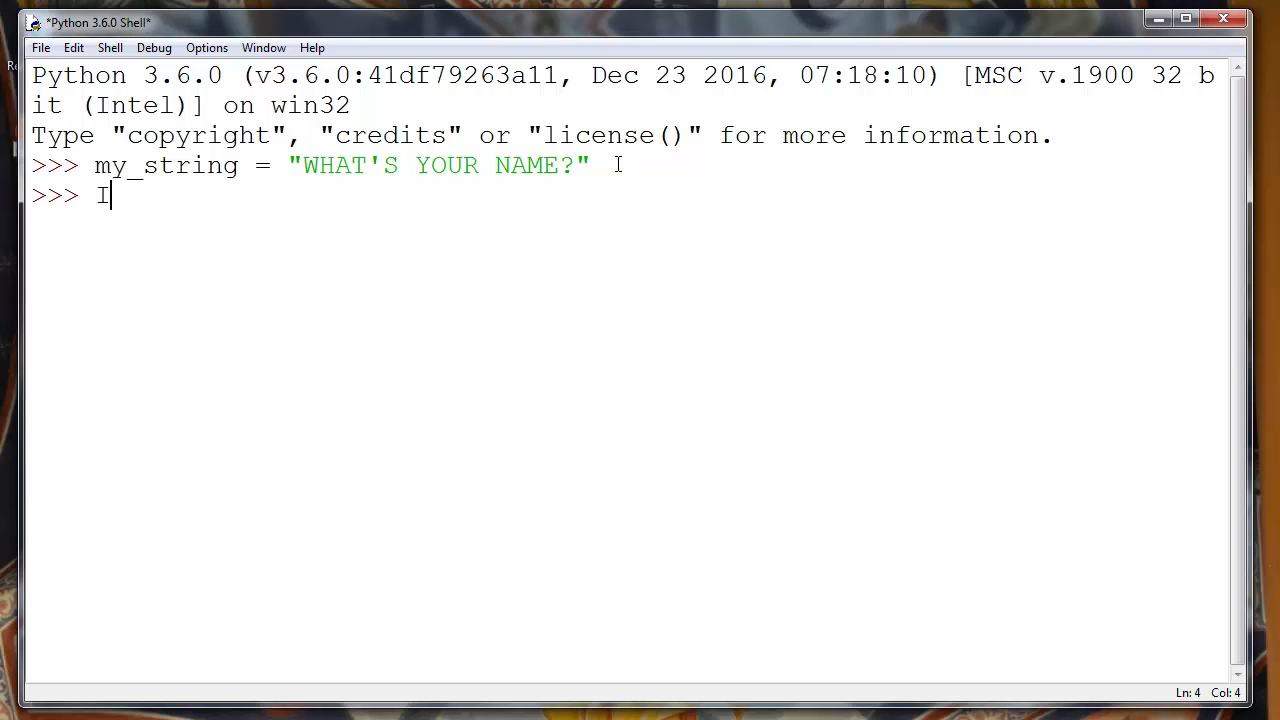 *Python 3.6.0 Shell*
File Edit Shell Debug Options Window Help
Python 3.6.0 (v3.6.0:41df79263a11, Dec 23 2016, 07:18:10) [MSC v.1900 32 b
it (Intel)] on win32
Type "copyright", "credits" or "license()" for more information.
>>> my_string = "WHAT'S YOUR NAME?"
>>> I
Ln: 4 Col: 4